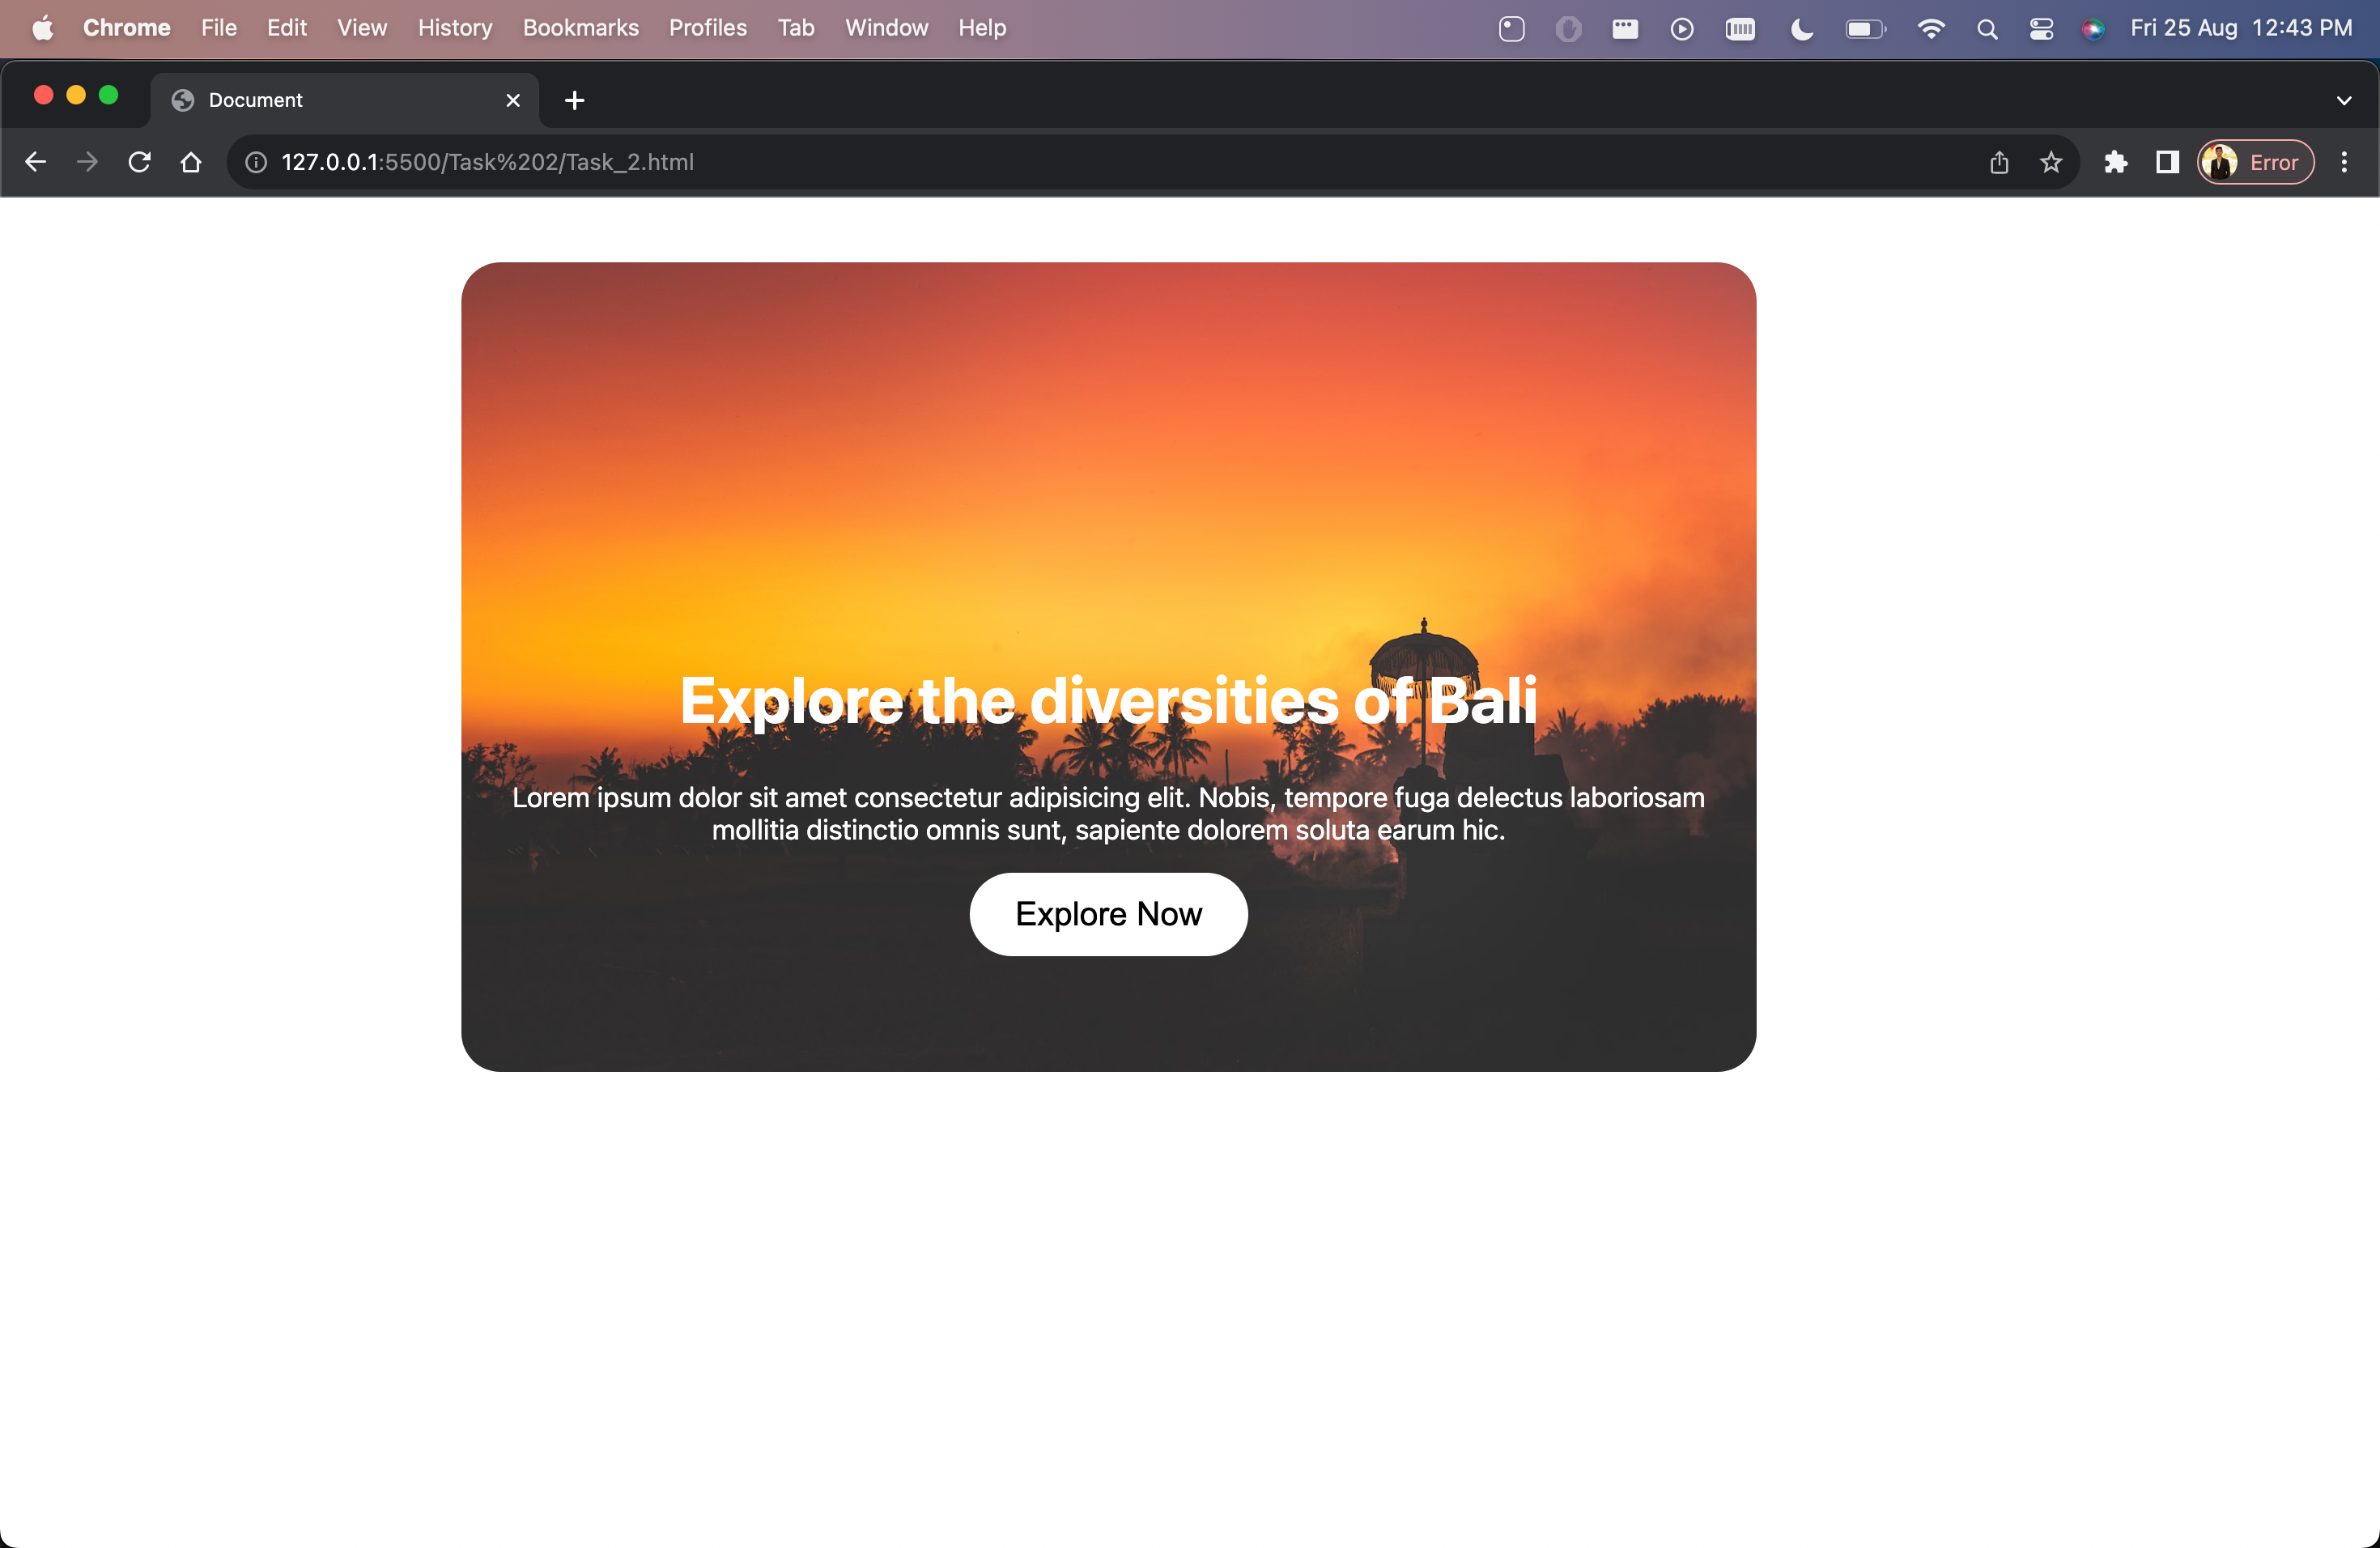 Chrome File Edit View History Bookmarks Profiles Tab Window Help Fri 25 Aug 12:43 PM
Document
127.0.0.1:5500/Task%202/Task_2.html Error
Explore the diversities of Bali
Lorem ipsum dolor sit amet consectetur adipisicing elit. Nobis, tempore fuga delectus laboriosam
mollitia distinctio omnis sunt, sapiente dolorem soluta earum hic.
Explore Now